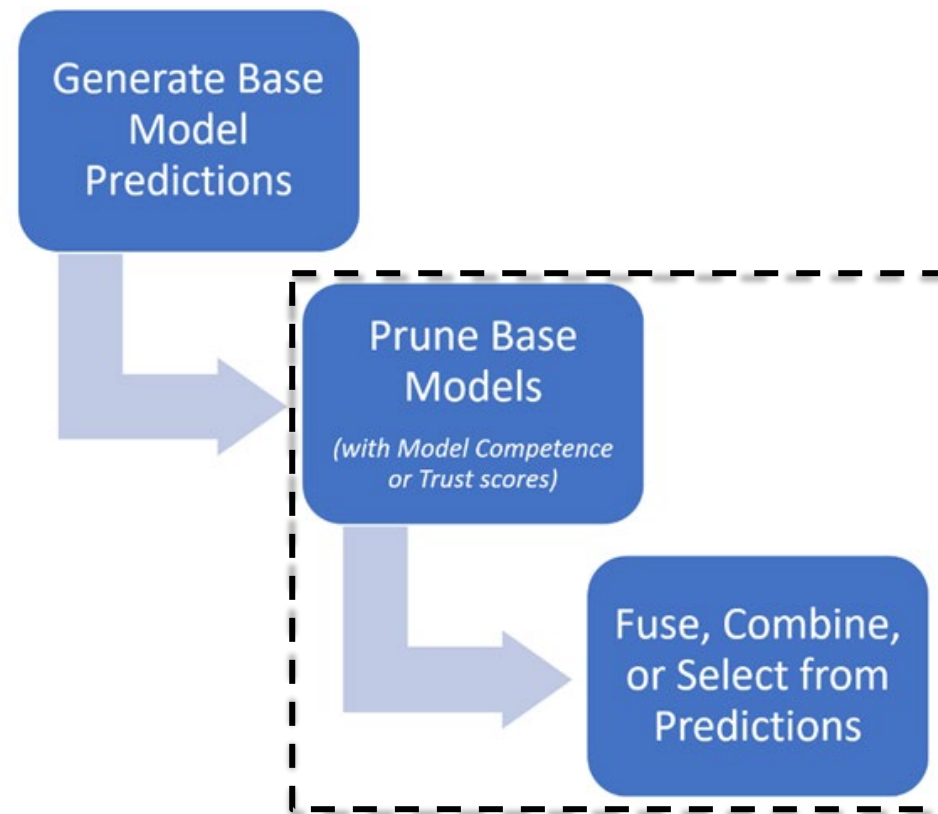 Generate Base
Model
Predictions
Prune Base
Models
(with Model Competence
or Trust scores)
Fuse, Combine,
or Select from
Predictions